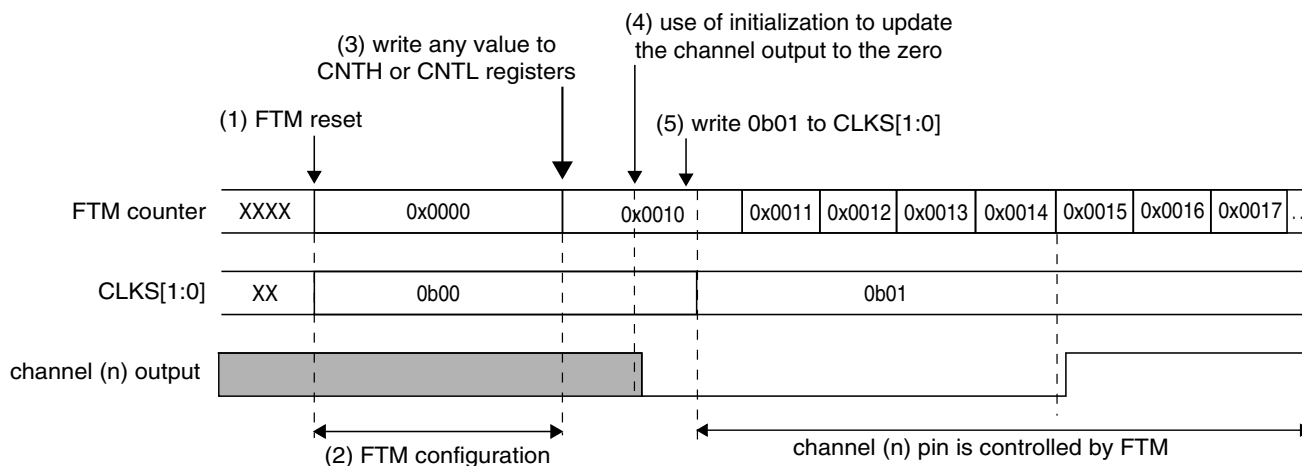 (4) use of initialization to update
the channel output to the zero
(3) write any value to
CNTH or CNTL registers
(1) FTM reset
(5) write 0b01 to CLKS[1:0]
FTM counter XXXX 0x0000 0x0010 0x0011 0x0012 0x0013 0x0014 0x0015 0x0016 0x0017 ..
CLKS[1:0] XX 0b00 0b01
channel (n) output
(2) FTM configuration
channel (n) pin is controlled by FTM